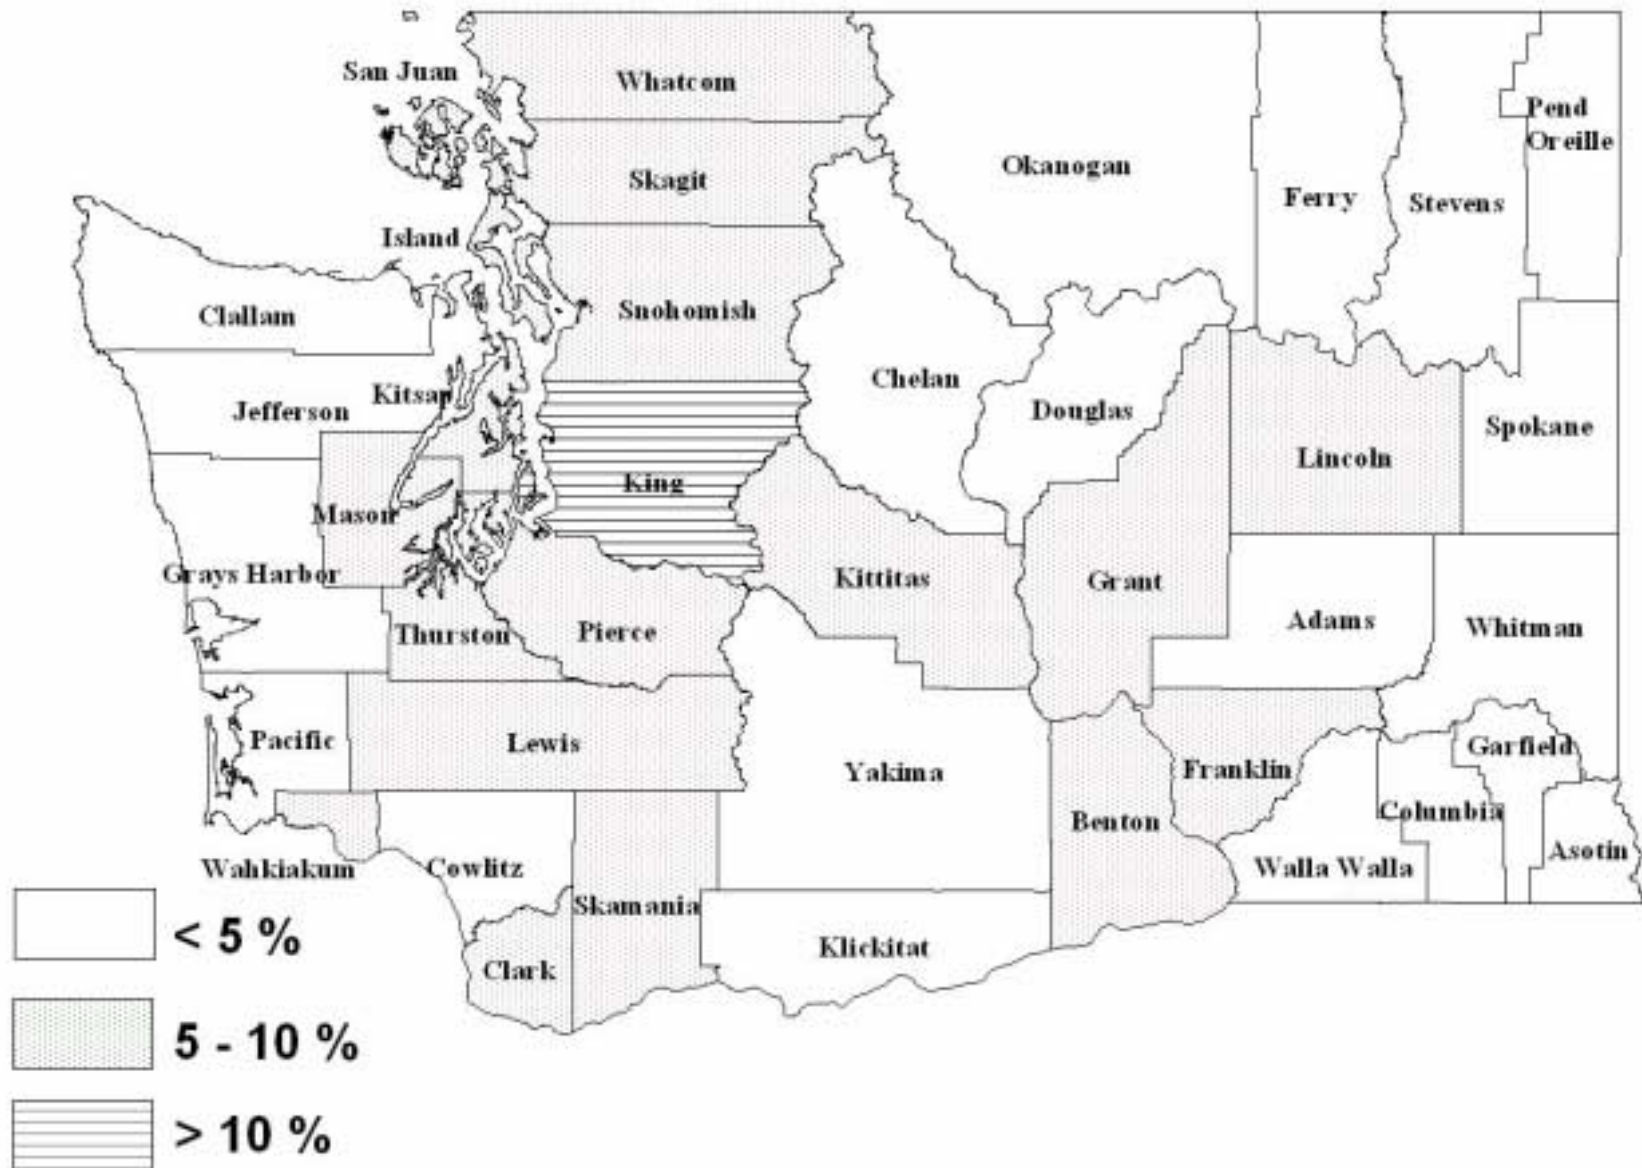 San Juan
Whatcom
Pend
Oreille
Okanogan
Skagit
Ferry
Stevens
Island
Clallam
Snohomish
Chelan
Kitsap
Jefferson
Douglas
Spokane
Lincoln
King
Mason
Grays Harbor
Kittitas
Grant
Adams
Whitman
Thurston
Pierce
Pacific
Lewis
Garfield
Yakima
Franklin
Columbia
Benton
Asotin
Wahkiakum
Cowlitz
Walla Walla
Skamania
Klickitat
Clark
< 5 %
5 - 10 %
> 10 %